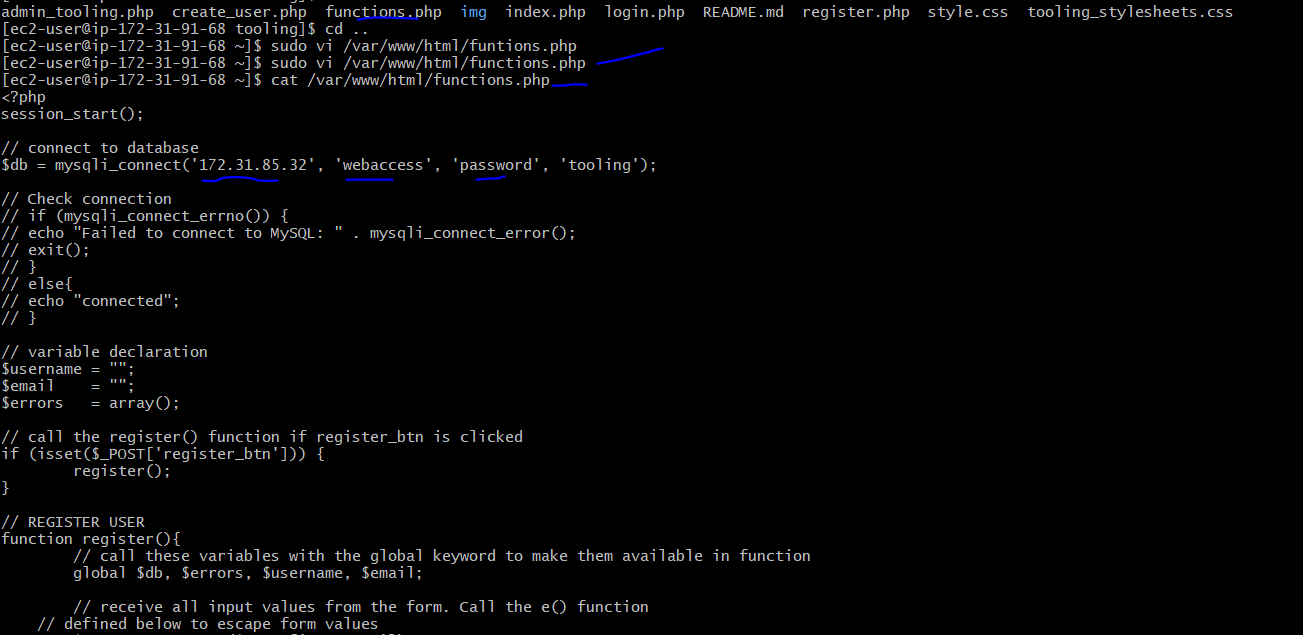 admin_tooling.php  create_user.php  functions.php  img  index.php  login.php  README.md  register.php  style.css  tooling_stylesheets.css
[ec2-user@ip-172-31-91-68 tooling]$ cd ..
[ec2-user@ip-172-31-91-68 ~]$ sudo vi /var/www/html/funtions.php
[ec2-user@ip-172-31-91-68 ~]$ sudo vi /var/www/html/functions.php
[ec2-user@ip-172-31-91-68 ~]$ cat /var/www/html/functions.php
<?php
session_start();

// connect to database
$db = mysqli_connect('172.31.85.32', 'webaccess', 'password', 'tooling');

// Check connection
// if (mysqli_connect_errno()) {
// echo "Failed to connect to MySQL: " . mysqli_connect_error();
// exit();
// }
// else{
// echo "connected";
// }

// variable declaration
$username = "";
$email    = "";
$errors   = array();

// call the register() function if register_btn is clicked
if (isset($_POST['register_btn'])) {
        register();
}

// REGISTER USER
function register(){
        // call these variables with the global keyword to make them available in function
        global $db, $errors, $username, $email;

        // receive all input values from the form. Call the e() function
    // defined below to escape form values